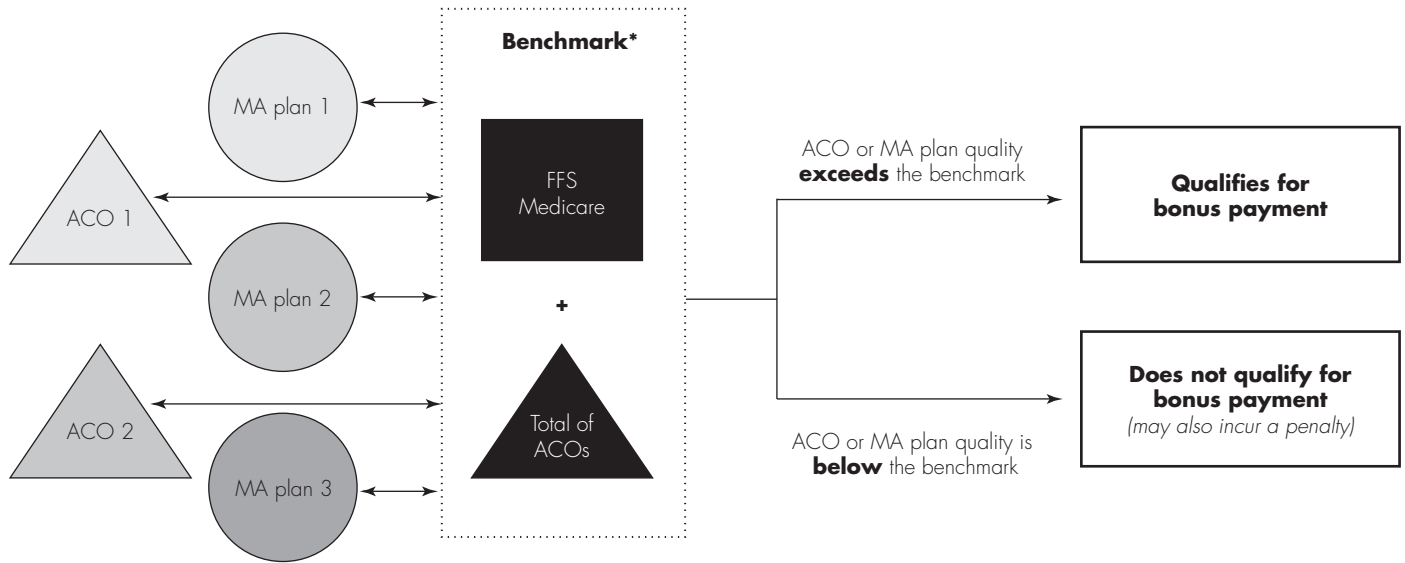 Benchmark*
MA plan 1
ACO 1
MA plan 2
ACO 2
MA plan 3
FFS
Medicare
+
Total of
ACOs
ACO or MA plan quality
exceeds the benchmark
Qualifies for
bonus payment
ACO or MA plan quality is
below the benchmark
Does not qualify for
bonus payment
(may also incur a penalty)